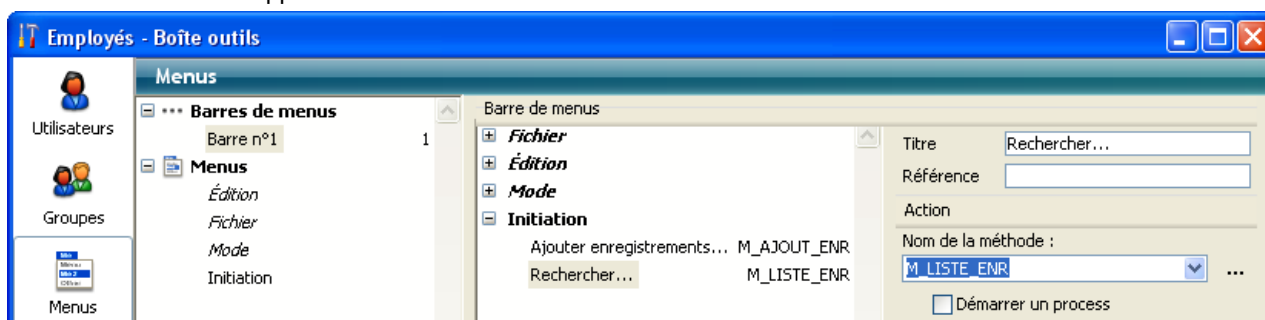 Employés - Boîte outils
Menus
Utilisateurs
Groupes
Menus
Barres de menus
Barre n°1 1
Menus
Édition
Fichier
Mode
Initiation
Barre de menus
Fichier
Édition
Mode
Initiation
Ajouter enregistrements... M_AJOUT_ENR
Rechercher... M_LISTE_ENR
Titre Rechercher...
Référence
Action
Nom de la méthode :
M_LISTE_ENR ...
Démarrer un process